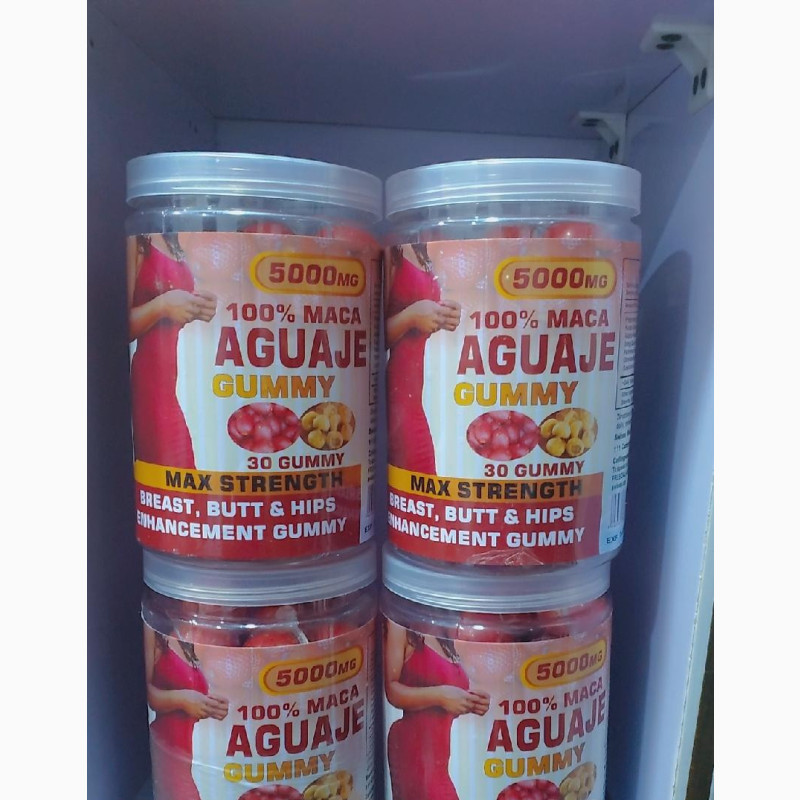 5000MG
100% MACA
AGUAJE
GUMMY
30 GUMMY
MAX STRENGTH
BREAST, BUTT & HIPS
ENHANCEMENT GUMMY
5000MG
100% MACA
AGUAJE
GUMMY
30 GUMMY
MAX STRENGTH
BREAST, BUTT & HIPS
ENHANCEMENT GUMMY
5000MG
100% MACA
AGUAJE
GUMMY
5000MG
100% MACA
AGUAJE
GUMMY